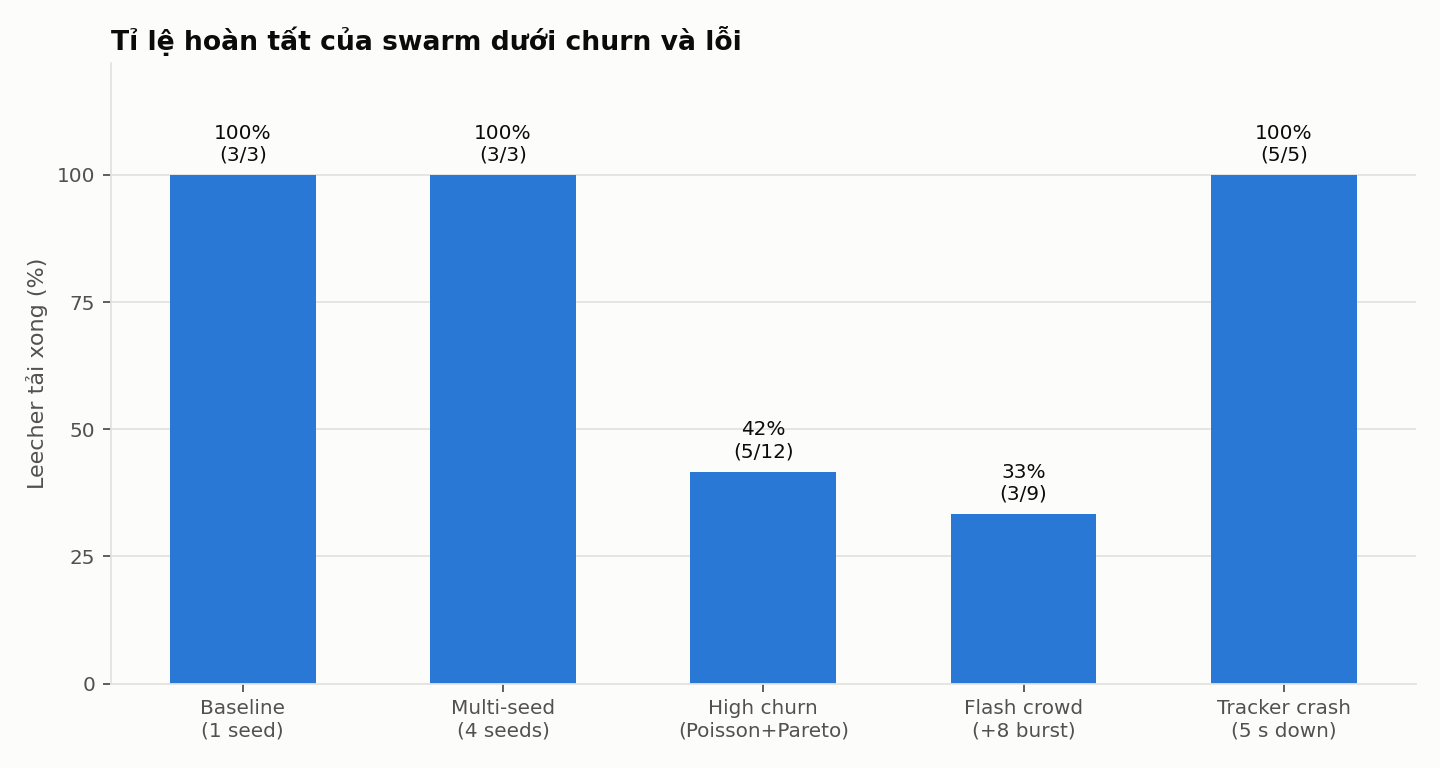 Tỉ lệ hoàn tất của swarm dưới churn và lỗi
Leecher tải xong (%)
100
75
50
25
0
100%
(3/3)
100%
(3/3)
42%
(5/12)
33%
(3/9)
100%
(5/5)
Baseline
(1 seed)
Multi-seed
(4 seeds)
High churn
(Poisson+Pareto)
Flash crowd
(+8 burst)
Tracker crash
(5 s down)